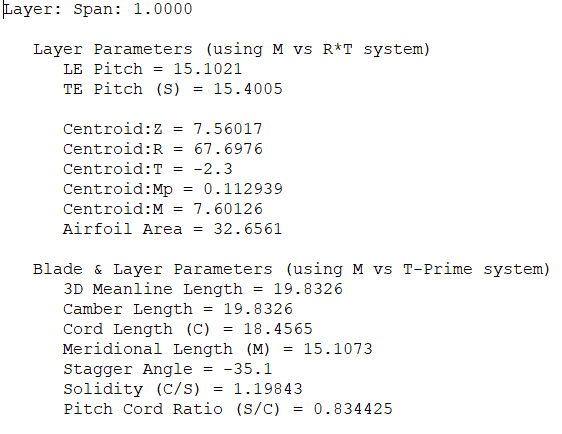 Layer: Span: 1.0000
Layer Parameters (using M vs R*T system)
LE Pitch = 15.1021
TE Pitch (S) = 15.4005
Centroid:Z = 7.56017
Centroid:R = 67.6976
Centroid:T = -2.3
Centroid:Mp = 0.112939
Centroid:M = 7.60126
Airfoil Area = 32.6561
Blade & Layer Parameters (using M vs T-Prime system)
3D Meanline Length = 19.8326
Camber Length = 19.8326
Cord Length (C) = 18.4565
Meridional Length (M) = 15.1073
Stagger Angle = -35.1
Solidity (C/S) = 1.19843
Pitch Cord Ratio (S/C) = 0.834425